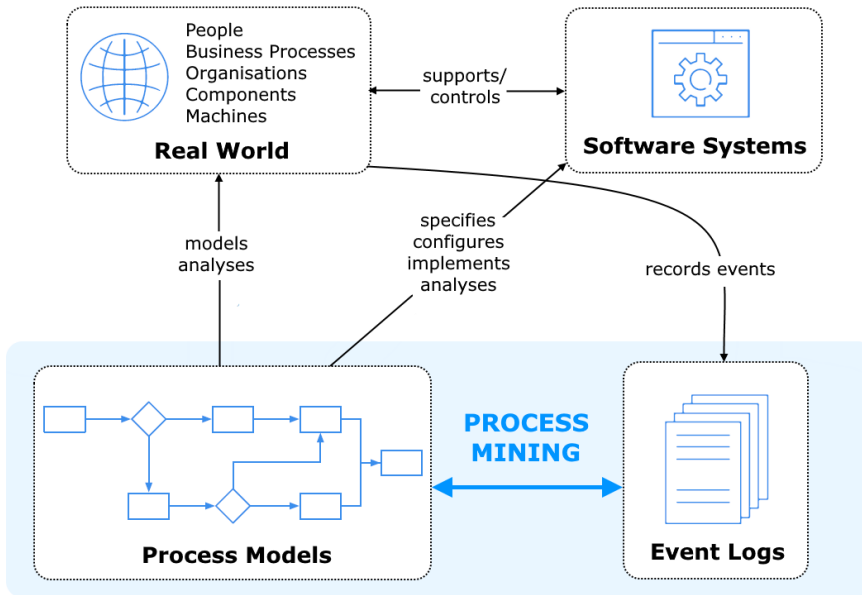 People
Business Processes
Organisations
Components
Machines
Real World
supports/
controls
Software Systems
models
analyses
specifies
configures
implements
analyses
records events
PROCESS
MINING
Process Models
Event Logs